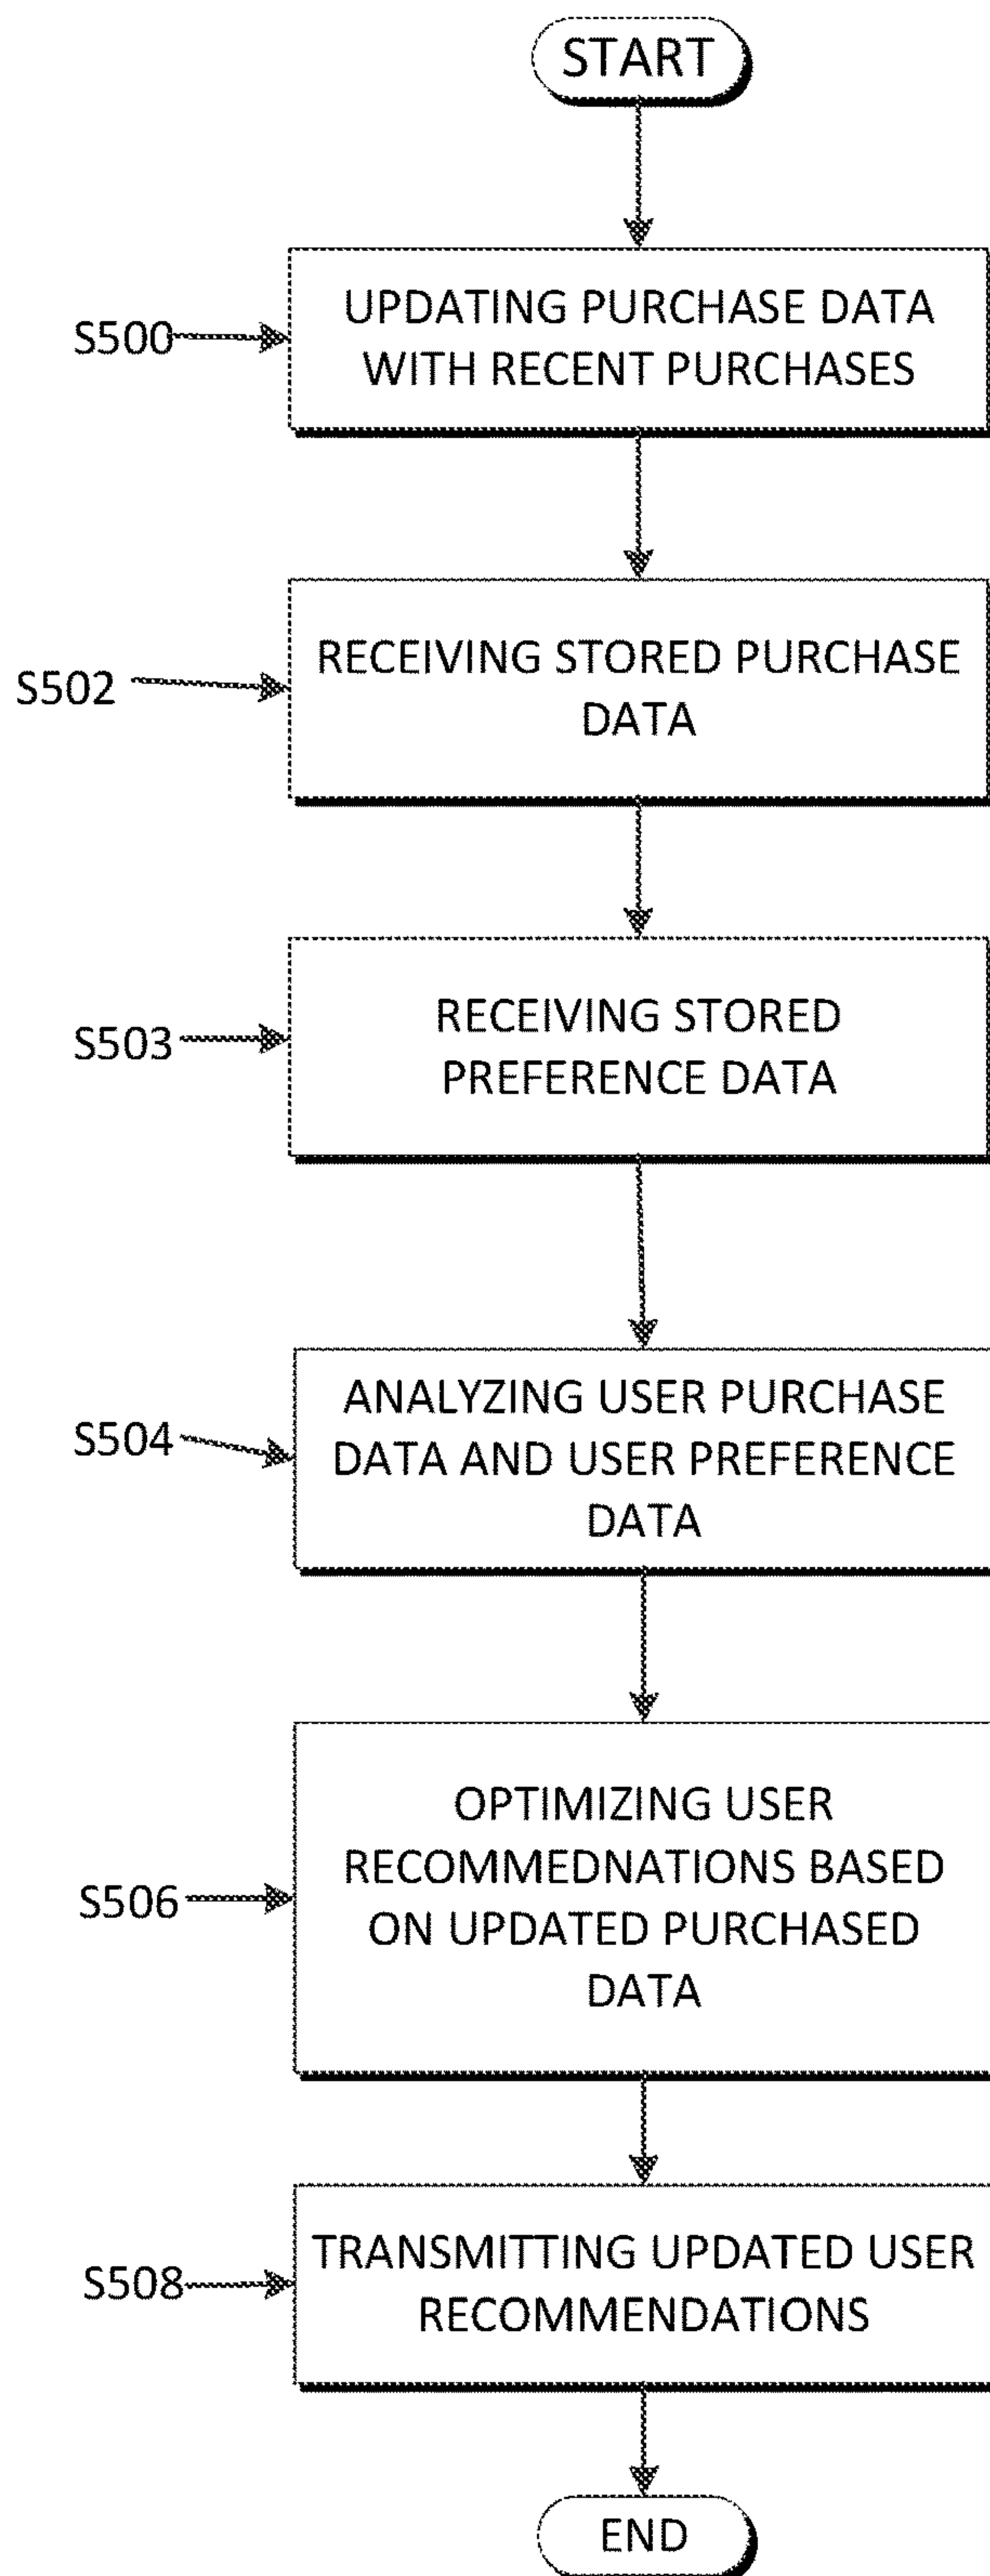 START
S500
UPDATING PURCHASE DATA
WITH RECENT PURCHASES
S502
RECEIVING STORED PURCHASE
DATA
S503
RECEIVING STORED
PREFERENCE DATA
S504
ANALYZING USER PURCHASE
DATA AND USER PREFERENCE
DATA
S506
OPTIMIZING USER
RECOMMEDNATIONS BASED
ON UPDATED PURCHASED
DATA
S508
TRANSMITTING UPDATED USER
RECOMMENDATIONS
END